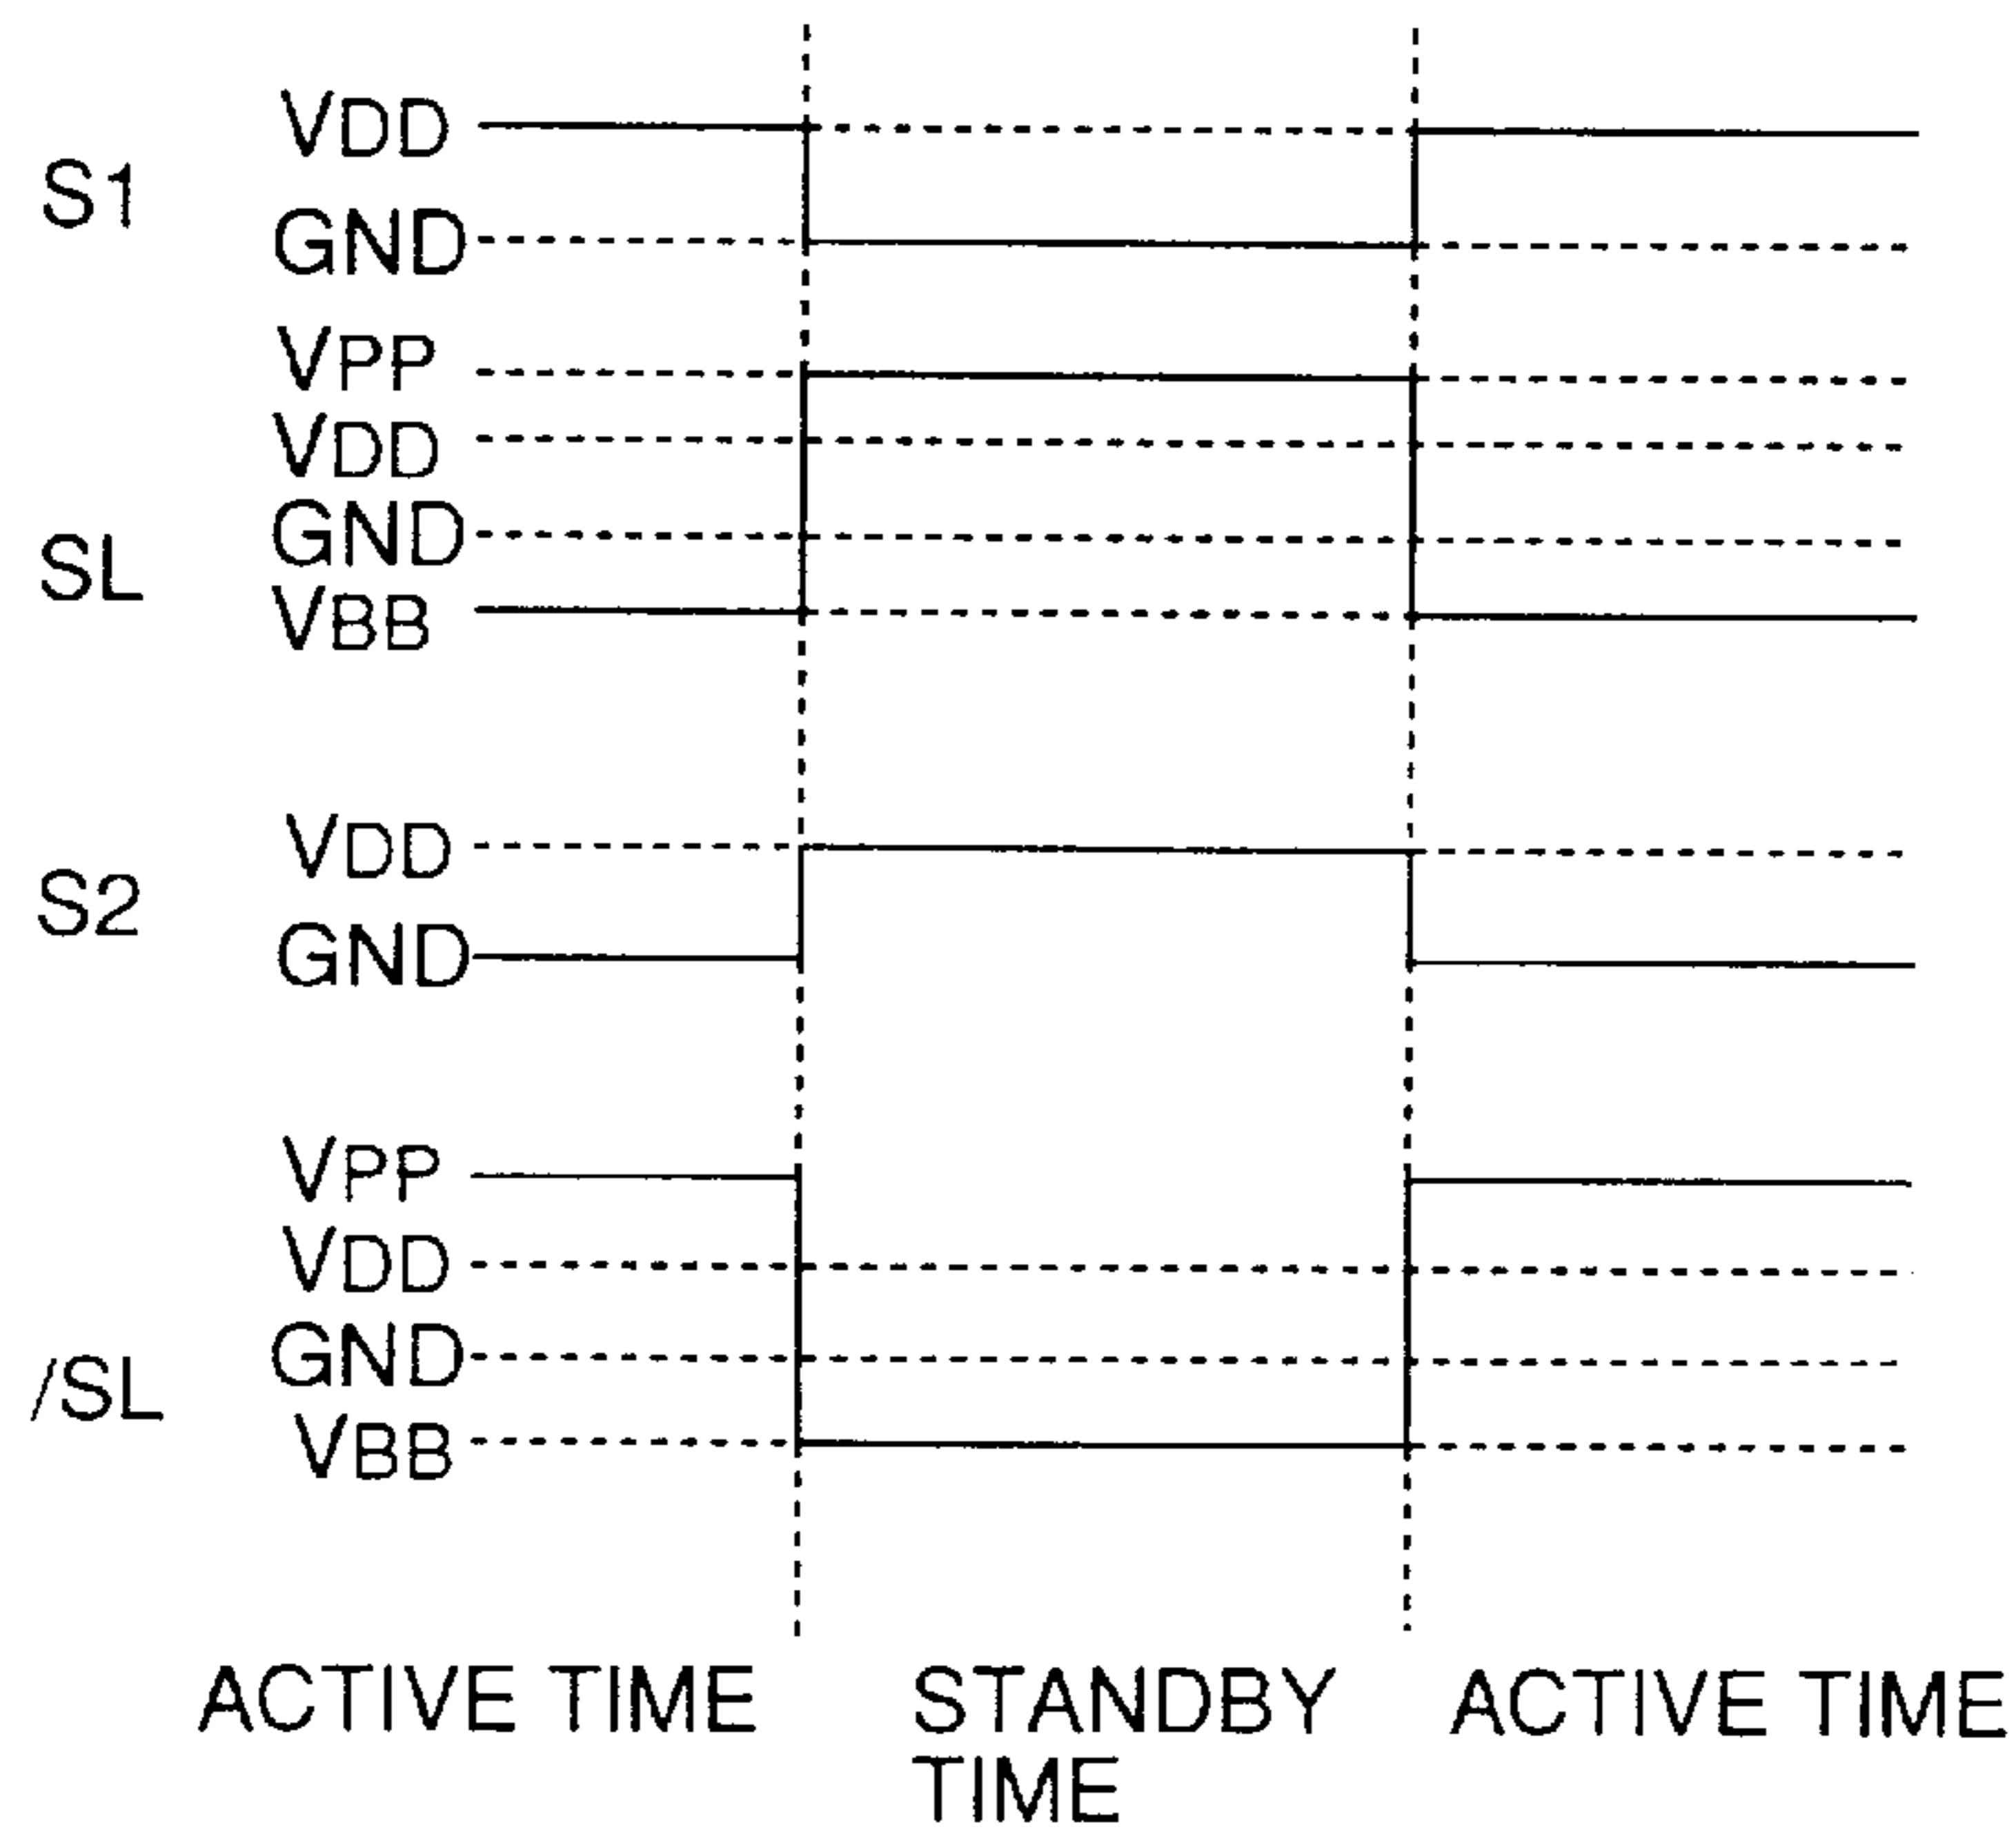 VDD
S1
GND
VPP
VDD
GND
SL
VBB
VDD
S2
GND
VPP
VDD
GND
/SL
VBB
ACTIVE TIME STANDBY ACTIVE TIME
TIME